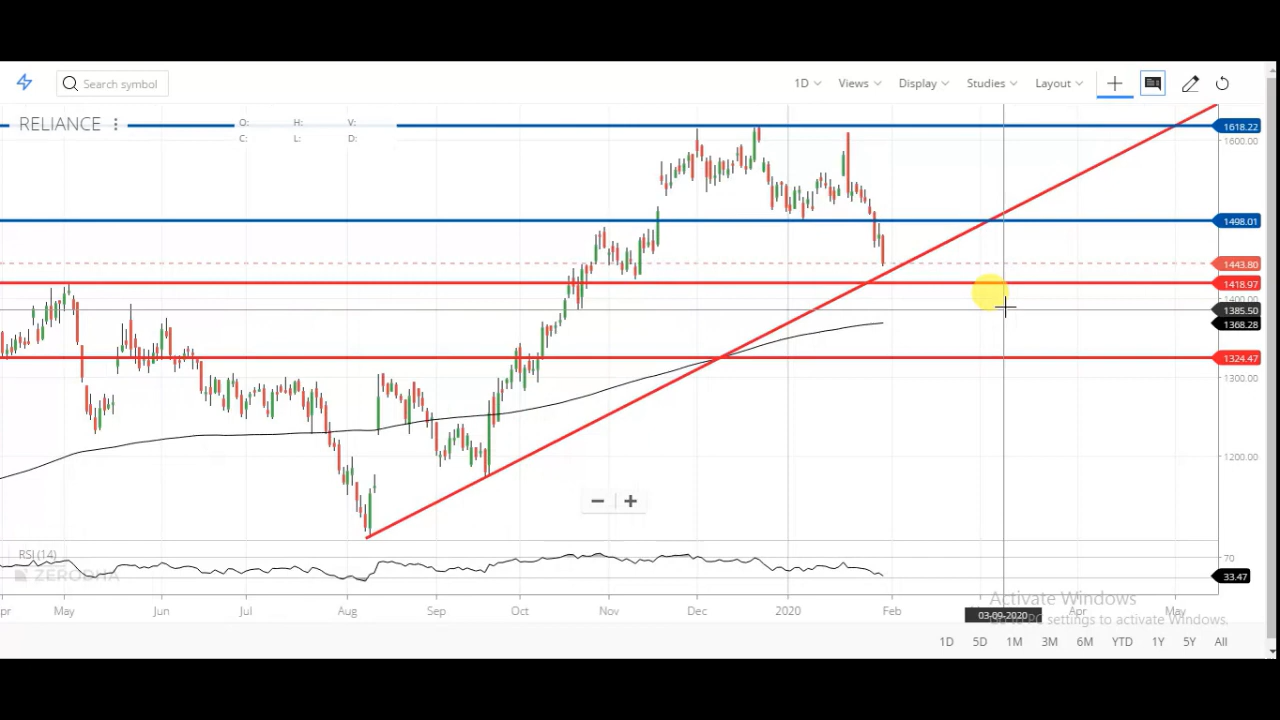 Search symbol 1D Views Display Studies Layout
RELIANCE O: H: V:
C: L: D:
1618.22
1600.00
1498.01
1443.80
1418.97
1400.00
1385.50
1368.28
1324.47
1300.00
1200.00
RSI (14)
70
ZERODHA
33.47
May Jun Jul Aug Sep Oct Nov Dec 2020 Feb 03-09-2020 Apr May
Activate Windows
PC settings to activate Windows.
1D 5D 1M 3M 6M YTD 1Y 5Y All